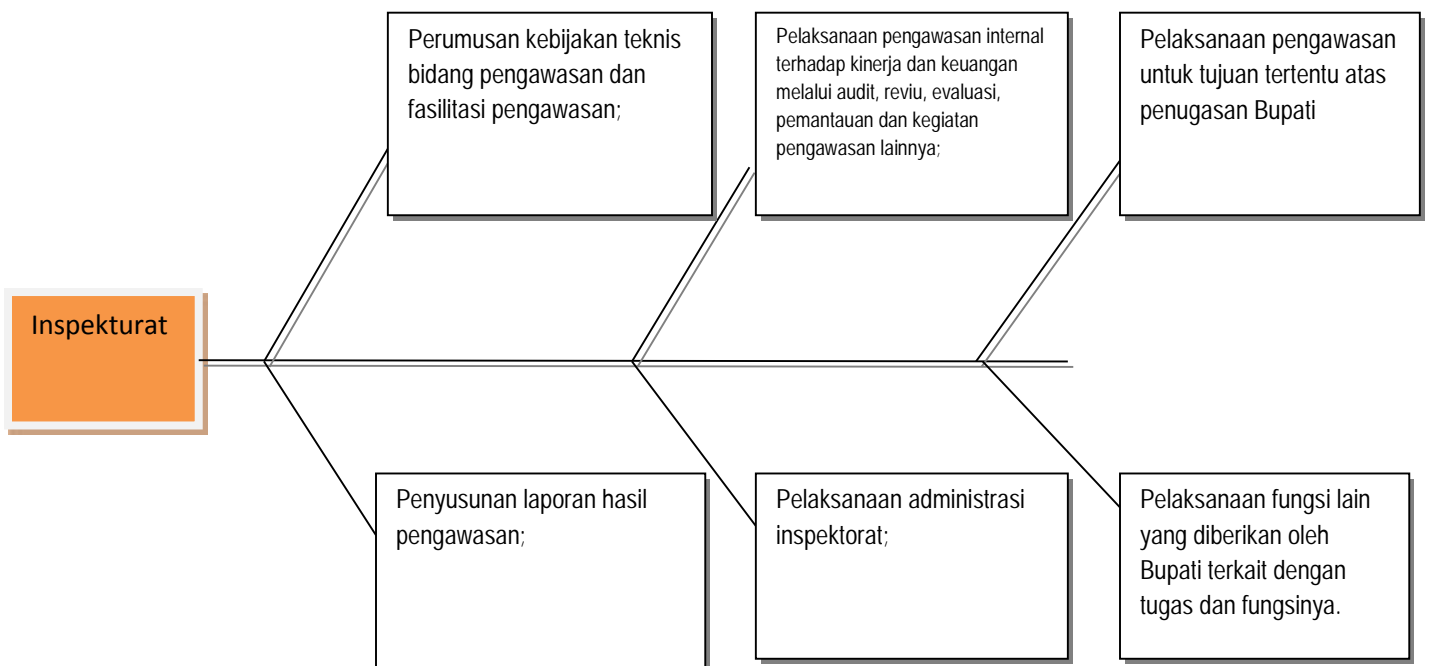 Perumusan kebijakan teknis
bidang pengawasan dan
fasilitasi pengawasan;
Pelaksanaan pengawasan internal
terhadap kinerja dan keuangan
melalui audit, reviu, evaluasi,
pemantauan dan kegiatan
pengawasan lainnya;
Pelaksanaan pengawasan
untuk tujuan tertentu atas
penugasan Bupati
Inspekturat
Penyusunan laporan hasil
pengawasan;
Pelaksanaan administrasi
inspektorat;
Pelaksanaan fungsi lain
yang diberikan oleh
Bupati terkait dengan
tugas dan fungsinya.